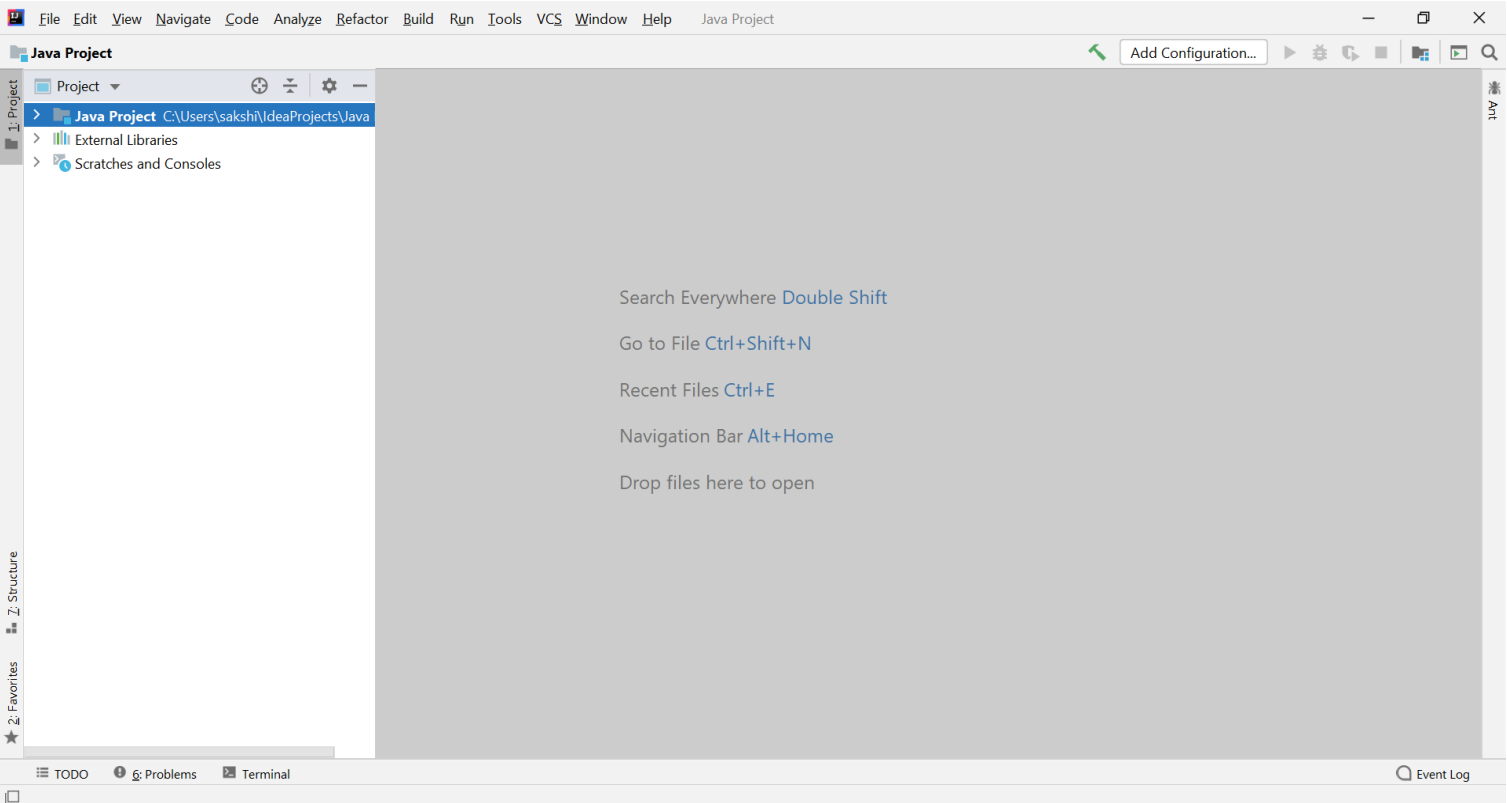 File Edit View Navigate Code Analyze Refactor Build Run Tools VCS Window Help Java Project
Java Project
Add Configuration...
1: Project
Project
Java Project C:\Users\sakshi\IdeaProjects\Java
External Libraries
Scratches and Consoles
Ant
Search Everywhere Double Shift
Go to File Ctrl+Shift+N
Recent Files Ctrl+E
Navigation Bar Alt+Home
Drop files here to open
7: Structure
2: Favorites
TODO 6: Problems Terminal Event Log